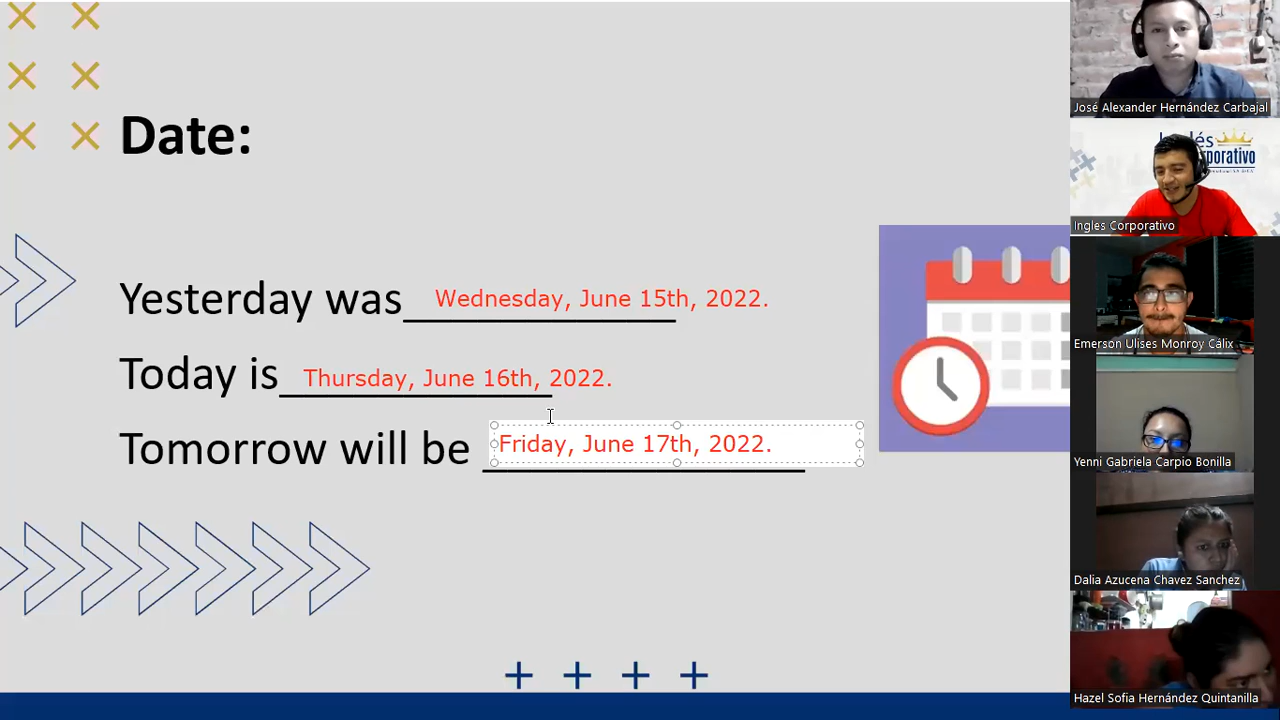 Date:
Yesterday was Wednesday, June 15th, 2022.
Today is Thursday, June 16th, 2022.
Tomorrow will be Friday, June 17th, 2022.
José Alexander Hernández Carbajal
Ingles Corporativo
Emerson Ulises Monroy Cálix
Yenni Gabriela Carpio Bonilla
Dalia Azucena Chavez Sanchez
Hazel Sofia Hernández Quintanilla